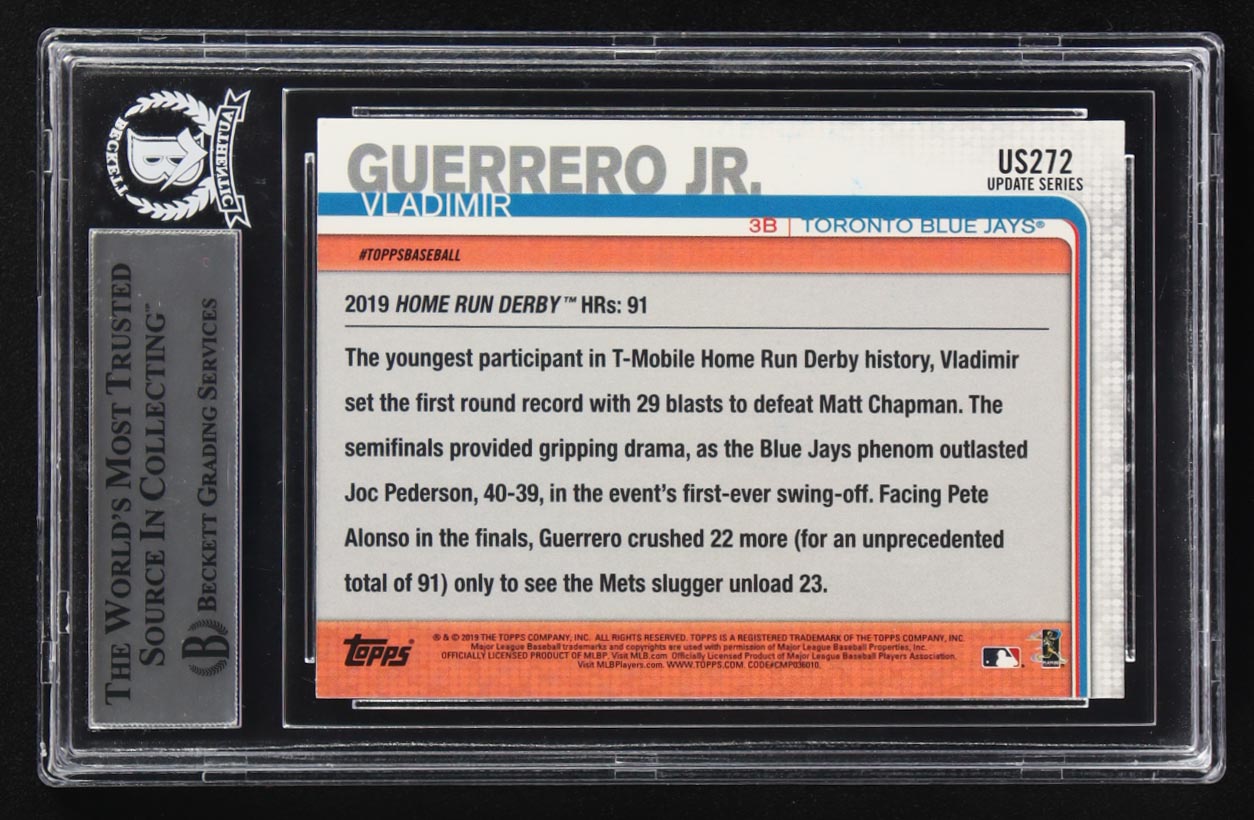 BECKETT AUTHENTIC
B
THE WORLD'S MOST TRUSTED
SOURCE IN COLLECTING™
BECKETT GRADING SERVICES
GUERRERO JR.
VLADIMIR
US272
UPDATE SERIES
3B | TORONTO BLUE JAYS®
#TOPPSBASEBALL
2019 HOME RUN DERBY™ HRs: 91
The youngest participant in T-Mobile Home Run Derby history, Vladimir
set the first round record with 29 blasts to defeat Matt Chapman. The
semifinals provided gripping drama, as the Blue Jays phenom outlasted
Joc Pederson, 40-39, in the event's first-ever swing-off. Facing Pete
Alonso in the finals, Guerrero crushed 22 more (for an unprecedented
total of 91) only to see the Mets slugger unload 23.
Topps®
® & © 2019 THE TOPPS COMPANY, INC. ALL RIGHTS RESERVED. TOPPS IS A REGISTERED TRADEMARK OF THE TOPPS COMPANY, INC.
Major League Baseball trademarks and copyrights are used with permission of Major League Baseball Properties, Inc.
OFFICIALLY LICENSED PRODUCT OF MLBP. Visit MLB.com Officially Licensed Product of Major League Baseball Players Association.
Visit MLBPlayers.com. WWW.TOPPS.COM. CODE#CMP036010.